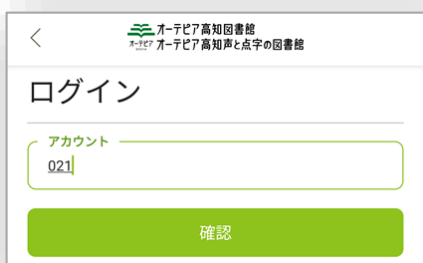 オーテピア高知図書館
オーテピア オーテピア高知声と点字の図書館
ログイン
アカウント
021
確認